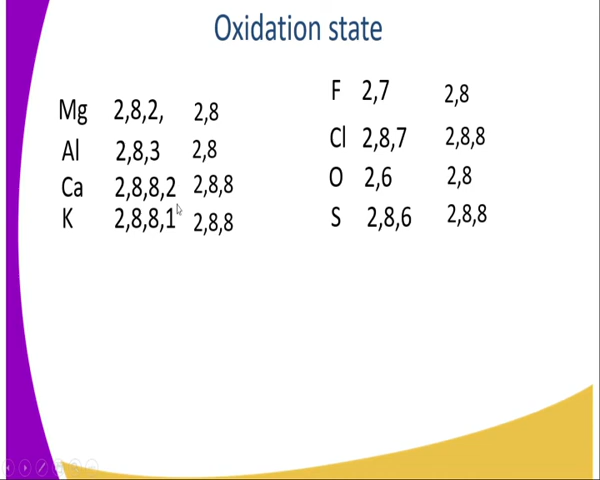 Oxidation state
Mg 2,8,2, 2,8
Al 2,8,3 2,8
Ca 2,8,8,2 2,8,8
K 2,8,8,1 2,8,8
F 2,7 2,8
Cl 2,8,7 2,8,8
O 2,6 2,8
S 2,8,6 2,8,8